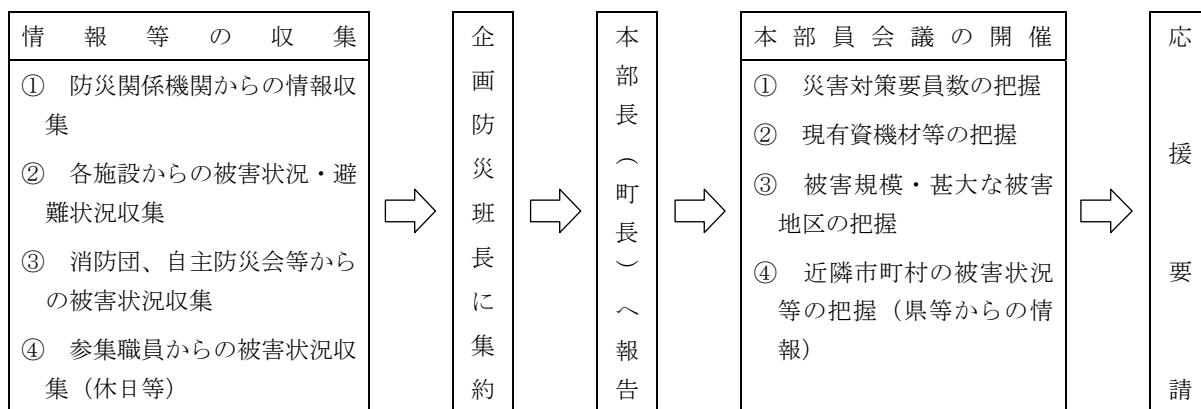 情報等の収集
① 防災関係機関からの情報収
集
② 各施設からの被害状況・避
難状況収集
③ 消防団、自主防災会等から
の被害状況収集
④ 参集職員からの被害状況収
集（休日等）
企画防災班長に集約
本部長（町長）へ報告
本部員会議の開催
① 災害対策要員数の把握
② 現有資機材等の把握
③ 被害規模・甚大な被害
地区の把握
④ 近隣市町村の被害状況
等の把握（県等からの情
報）
応援要請